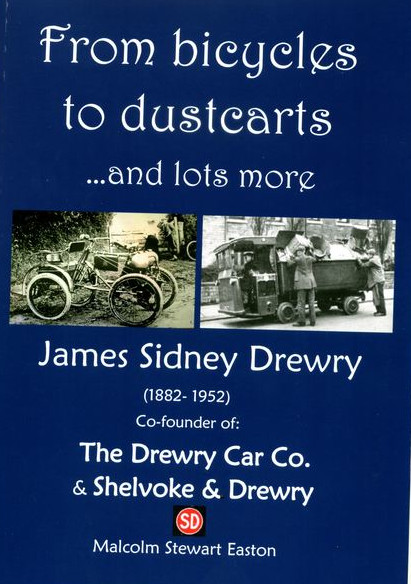 From bicycles
to dustcarts
...and lots more
James Sidney Drewry
(1882- 1952)
Co-founder of:
The Drewry Car Co.
& Shelvoke & Drewry
SD
Malcolm Stewart Easton